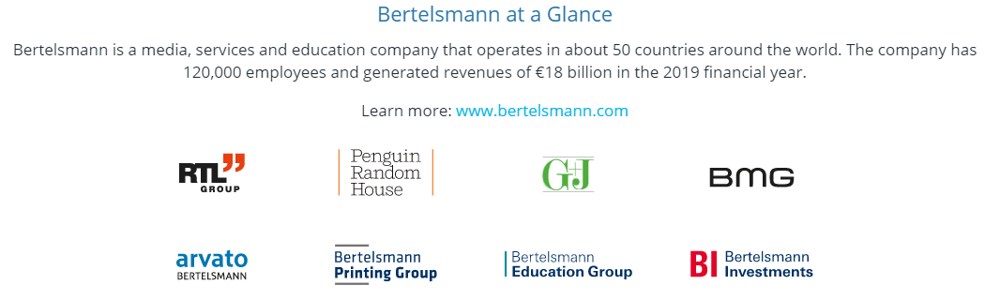 Bertelsmann at a Glance
Bertelsmann is a media, services and education company that operates in about 50 countries around the world. The company has
120,000 employees and generated revenues of €18 billion in the 2019 financial year.
Learn more: www.bertelsmann.com
RTL
GROUP
Penguin
Random
House
G+J
BMG
arvato
BERTELSMANN
Bertelsmann
Printing Group
Bertelsmann
Education Group
BI
Bertelsmann
Investments